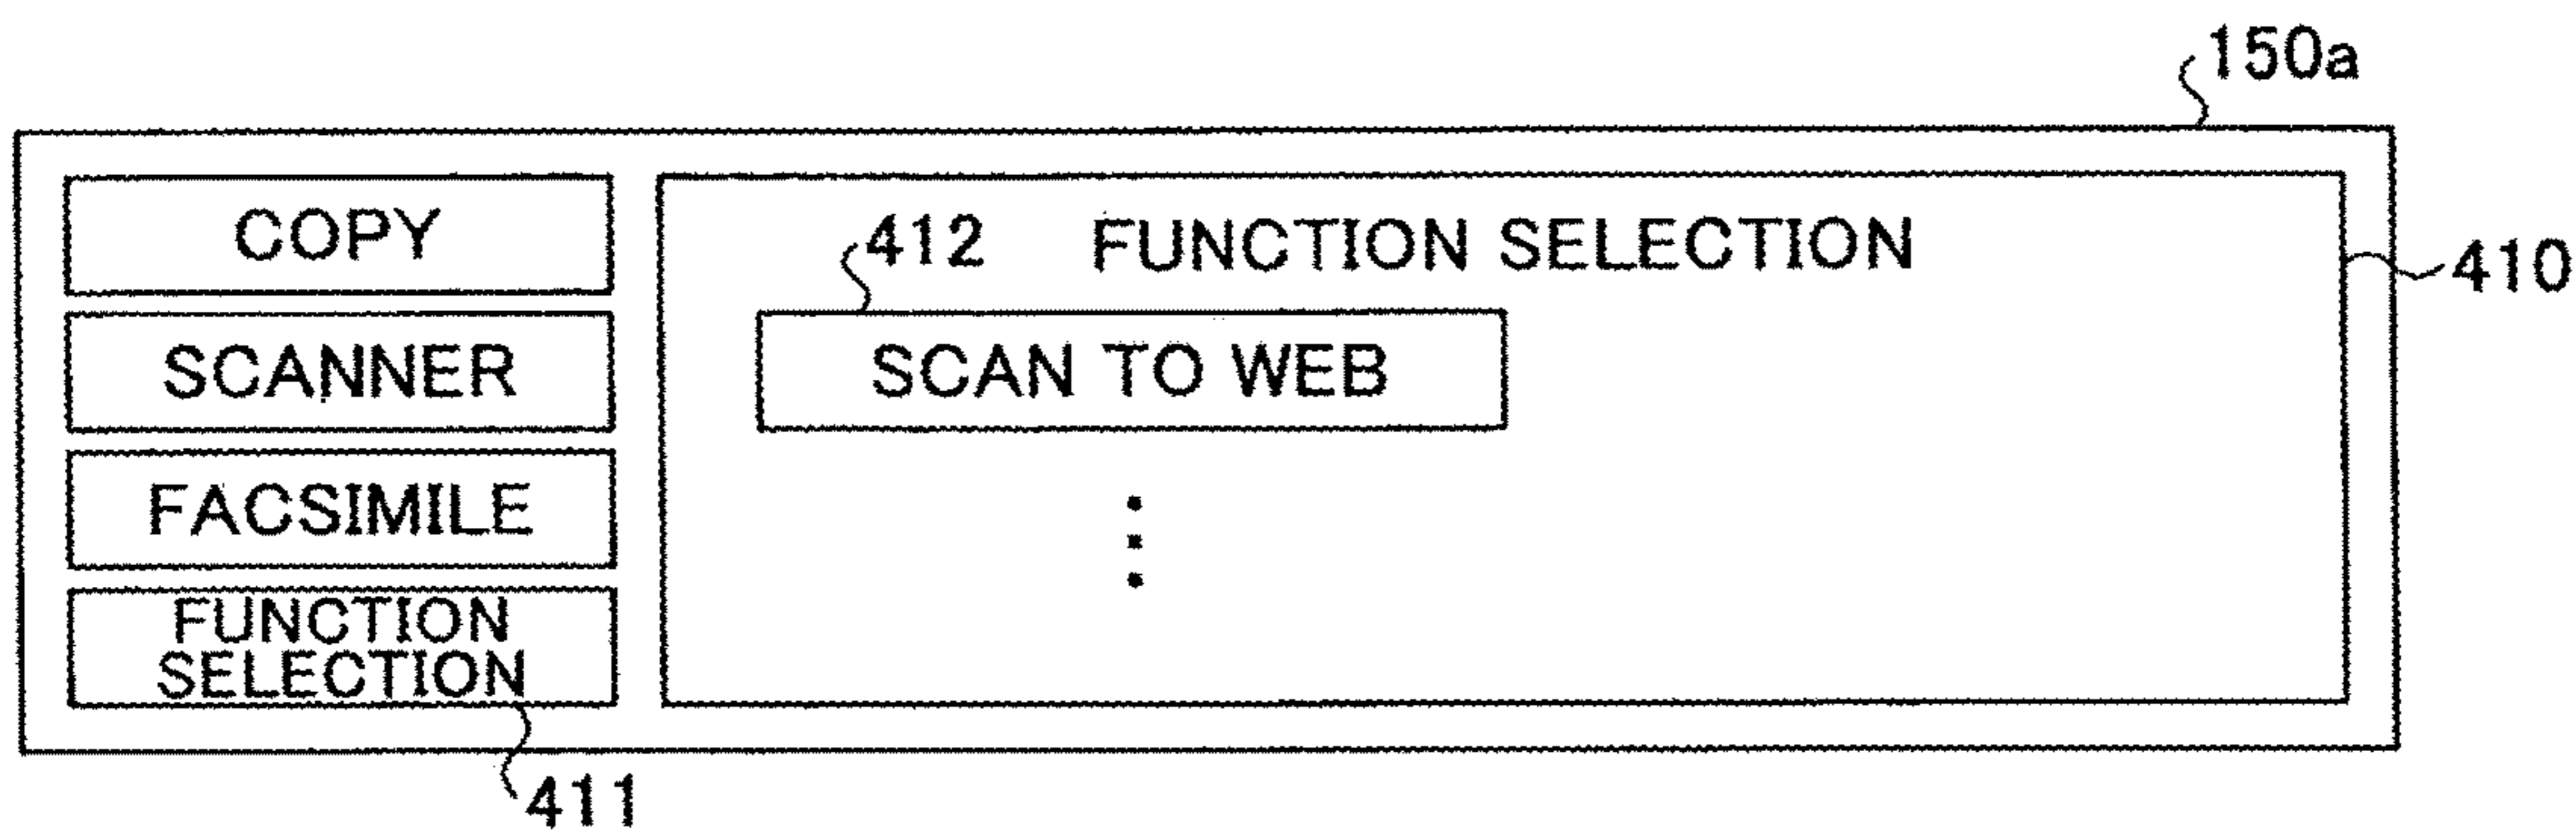 150a
COPY
SCANNER
FACSIMILE
FUNCTION
SELECTION
411
412
FUNCTION SELECTION
410
SCAN TO WEB